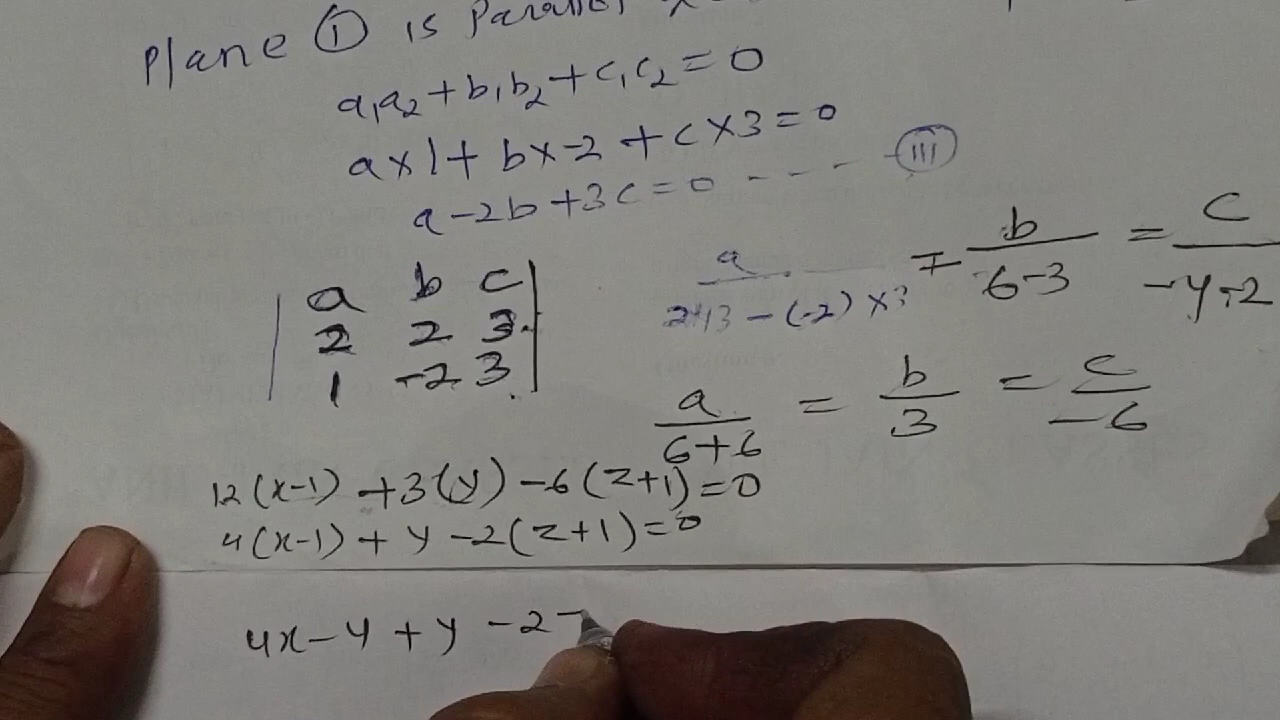 Plane ① is Parallel
a₁a₂ + b₁b₂ + c₁c₂ = 0
a×1 + b×-2 + c×3 = 0
a - 2b + 3c = 0 - - - - (III)
a b c
2 2 3
1 -2 3
a = b = c
2×3 - (-2)×3 6-3 -4-2
a = b = c
6+6 3 -6
12(x-1) + 3(y) - 6(z+1) = 0
4(x-1) + y - 2(z+1) = 0
4x - 4 + y - 2